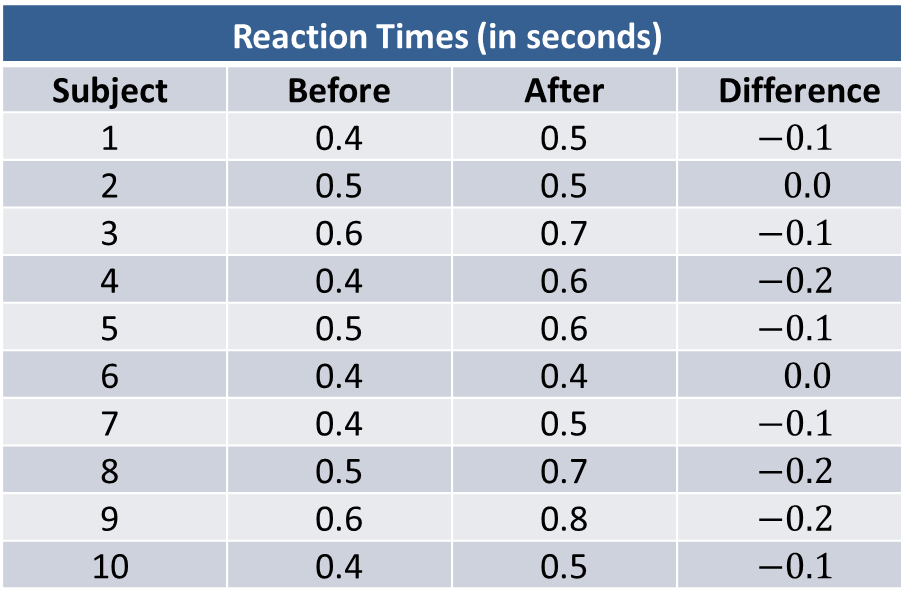 Reaction Times (in seconds)
Subject Before After Difference
1 0.4 0.5 −0.1
2 0.5 0.5 0.0
3 0.6 0.7 −0.1
4 0.4 0.6 −0.2
5 0.5 0.6 −0.1
6 0.4 0.4 0.0
7 0.4 0.5 −0.1
8 0.5 0.7 −0.2
9 0.6 0.8 −0.2
10 0.4 0.5 −0.1